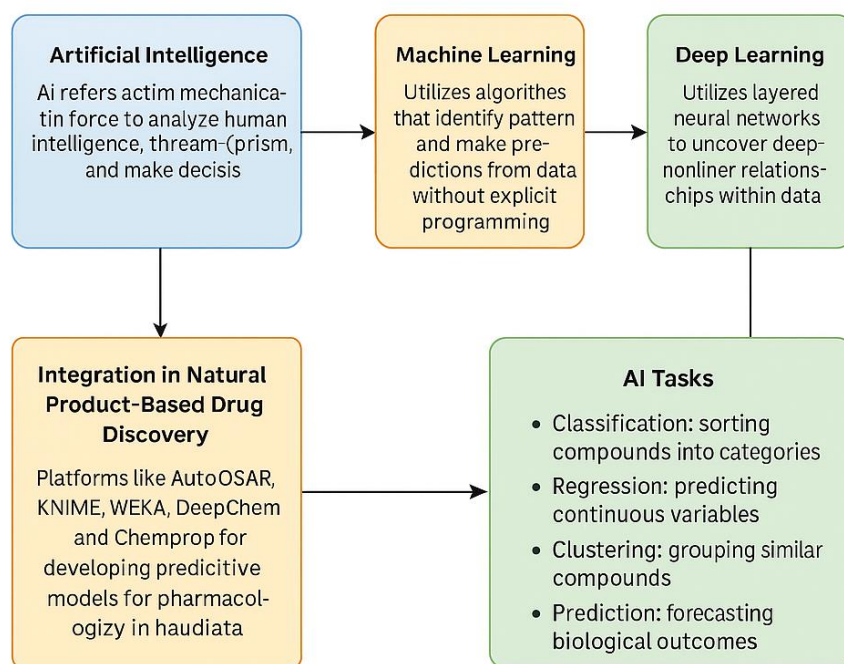 Artificial Intelligence
Ai refers actim mechanica-
tin force to analyze human
intelligence, thream-(prism,
and make decisis
Machine Learning
Utilizes algorithes
that identify pattern
and make pre-
dictions from data
without explicit
programming
Deep Learning
Utilizes layered
neural networks
to uncover deep-
nonliner relations-
chips within data
Integration in Natural
Product-Based Drug
Discovery
Platforms like AutoOSAR,
KNIME, WEKA, DeepChem
and Chemprop for
developing predicitive
models for pharmacol-
ogizy in haudiata
AI Tasks
• Classification: sorting
compounds into categories
• Regression: predicting
continuous variables
• Clustering: grouping similar
compounds
• Prediction: forecasting
biological outcomes